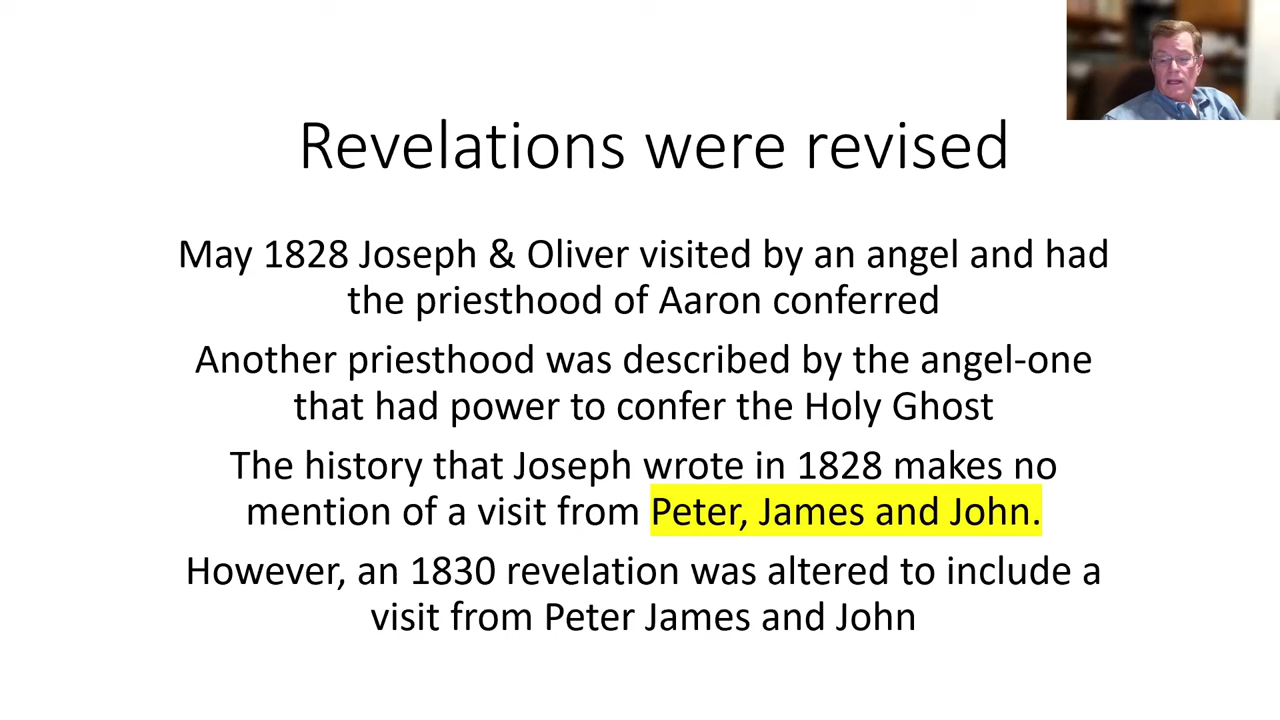 Revelations were revised
May 1828 Joseph & Oliver visited by an angel and had
the priesthood of Aaron conferred
Another priesthood was described by the angel-one
that had power to confer the Holy Ghost
The history that Joseph wrote in 1828 makes no
mention of a visit from Peter, James and John.
However, an 1830 revelation was altered to include a
visit from Peter James and John